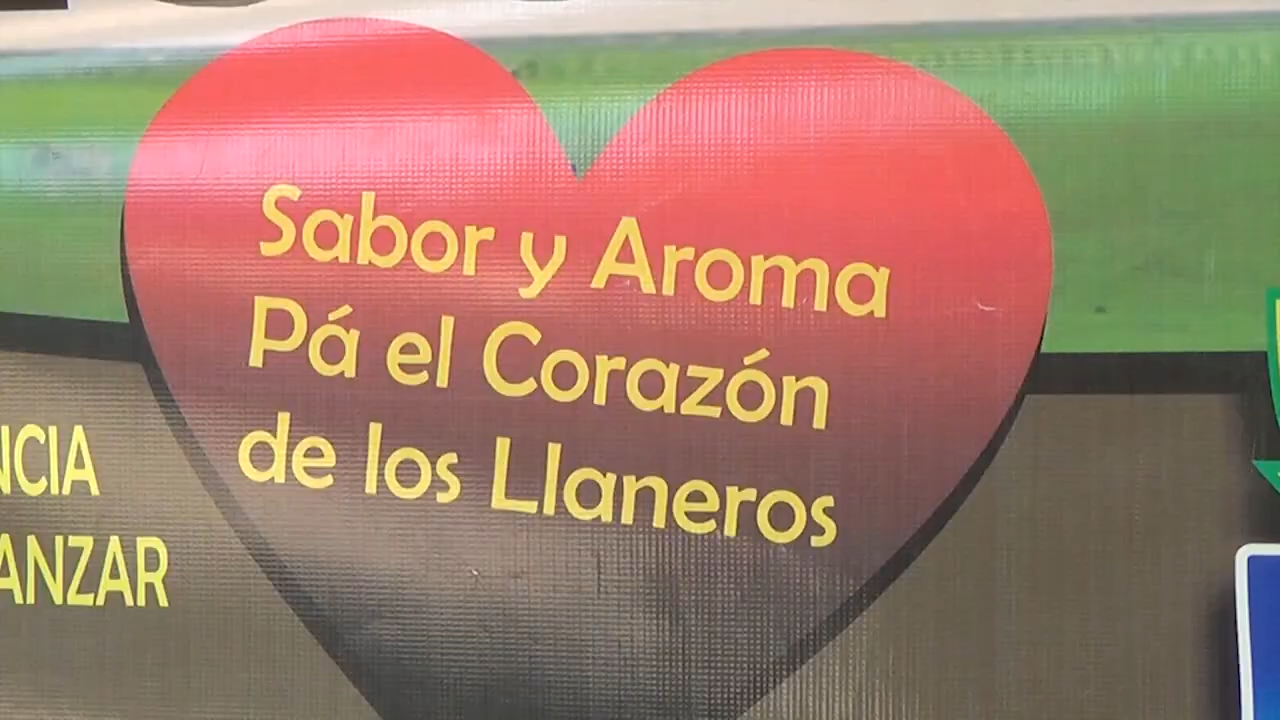 Sabor y Aroma
Pá el Corazón
de los Llaneros
NCIA
ANZAR